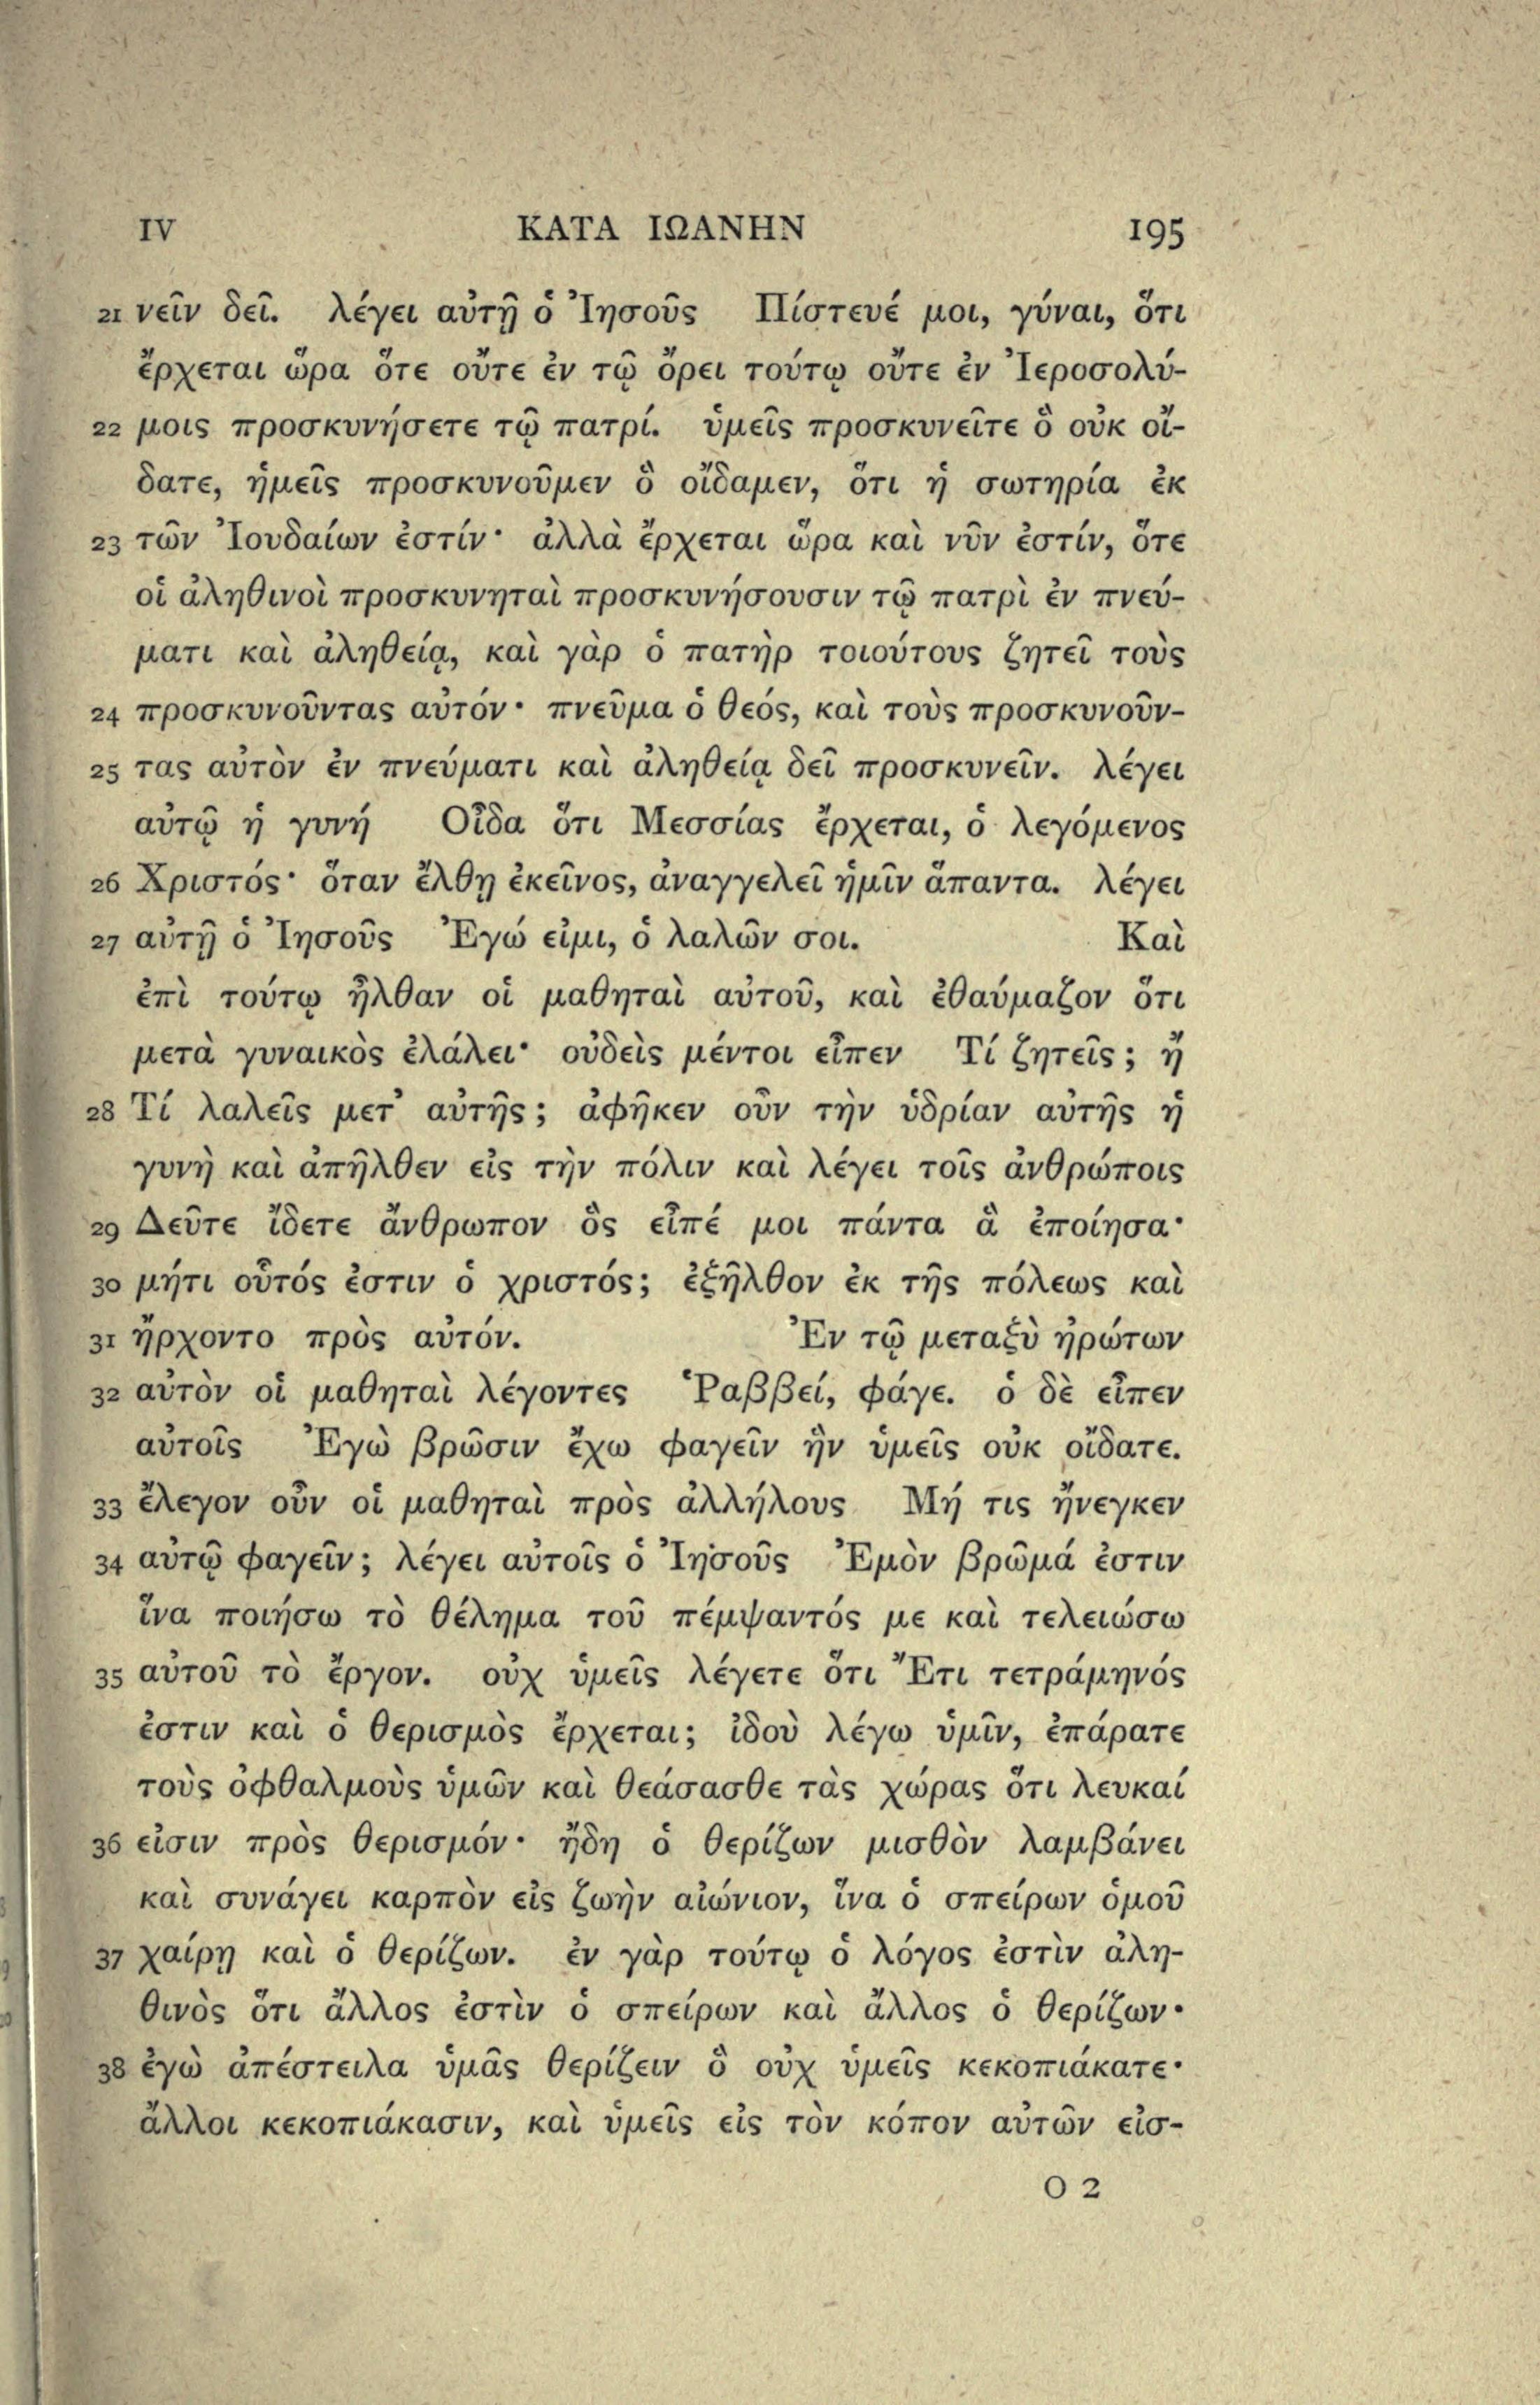 IV ΚΑΤΑ ΙΩΑΝΗΝ 195
21 νεῖν δεῖ. λέγει αὐτῇ ὁ Ἰησοῦς Πίστευέ μοι, γύναι, ὅτι
ἔρχεται ὥρα ὅτε οὔτε ἐν τῷ ὄρει τούτῳ οὔτε ἐν Ἰεροσολύ-
22 μοις προσκυνήσετε τῷ πατρί. ὑμεῖς προσκυνεῖτε ὃ οὐκ οἴ-
δατε, ἡμεῖς προσκυνοῦμεν ὃ οἴδαμεν, ὅτι ἡ σωτηρία ἐκ
23 τῶν Ἰουδαίων ἐστίν· ἀλλὰ ἔρχεται ὥρα καὶ νῦν ἐστίν, ὅτε
οἱ ἀληθινοὶ προσκυνηταὶ προσκυνήσουσιν τῷ πατρὶ ἐν πνεύ-
ματι καὶ ἀληθείᾳ, καὶ γὰρ ὁ πατὴρ τοιούτους ζητεῖ τοὺς
24 προσκυνοῦντας αὐτόν· πνεῦμα ὁ θεός, καὶ τοὺς προσκυνοῦν-
25 τας αὐτὸν ἐν πνεύματι καὶ ἀληθείᾳ δεῖ προσκυνεῖν. λέγει
αὐτῷ ἡ γυνή Οἶδα ὅτι Μεσσίας ἔρχεται, ὁ λεγόμενος
26 Χριστός· ὅταν ἔλθῃ ἐκεῖνος, ἀναγγελεῖ ἡμῖν ἅπαντα. λέγει
27 αὐτῇ ὁ Ἰησοῦς Ἐγώ εἰμι, ὁ λαλῶν σοι. Καὶ
ἐπὶ τούτῳ ἦλθαν οἱ μαθηταὶ αὐτοῦ, καὶ ἐθαύμαζον ὅτι
μετὰ γυναικὸς ἐλάλει· οὐδεὶς μέντοι εἶπεν Τί ζητεῖς; ἤ
28 Τί λαλεῖς μετ᾽ αὐτῆς; ἀφῆκεν οὖν τὴν ὑδρίαν αὐτῆς ἡ
γυνὴ καὶ ἀπῆλθεν εἰς τὴν πόλιν καὶ λέγει τοῖς ἀνθρώποις
29 Δεῦτε ἴδετε ἄνθρωπον ὃς εἶπέ μοι πάντα ἃ ἐποίησα·
30 μήτι οὗτός ἐστιν ὁ χριστός; ἐξῆλθον ἐκ τῆς πόλεως καὶ
31 ἤρχοντο πρὸς αὐτόν. Ἐν τῷ μεταξὺ ἠρώτων
32 αὐτὸν οἱ μαθηταὶ λέγοντες Ῥαββεί, φάγε. ὁ δὲ εἶπεν
αὐτοῖς Ἐγὼ βρῶσιν ἔχω φαγεῖν ἣν ὑμεῖς οὐκ οἴδατε.
33 ἔλεγον οὖν οἱ μαθηταὶ πρὸς ἀλλήλους Μή τις ἤνεγκεν
34 αὐτῷ φαγεῖν; λέγει αὐτοῖς ὁ Ἰησοῦς Ἐμὸν βρῶμά ἐστιν
ἵνα ποιήσω τὸ θέλημα τοῦ πέμψαντός με καὶ τελειώσω
35 αὐτοῦ τὸ ἔργον. οὐχ ὑμεῖς λέγετε ὅτι Ἔτι τετράμηνός
ἐστιν καὶ ὁ θερισμὸς ἔρχεται; ἰδοὺ λέγω ὑμῖν, ἐπάρατε
τοὺς ὀφθαλμοὺς ὑμῶν καὶ θεάσασθε τὰς χώρας ὅτι λευκαί
36 εἰσιν πρὸς θερισμόν· ἤδη ὁ θερίζων μισθὸν λαμβάνει
καὶ συνάγει καρπὸν εἰς ζωὴν αἰώνιον, ἵνα ὁ σπείρων ὁμοῦ
37 χαίρῃ καὶ ὁ θερίζων. ἐν γὰρ τούτῳ ὁ λόγος ἐστὶν ἀλη-
θινὸς ὅτι ἄλλος ἐστὶν ὁ σπείρων καὶ ἄλλος ὁ θερίζων·
38 ἐγὼ ἀπέστειλα ὑμᾶς θερίζειν ὃ οὐχ ὑμεῖς κεκοπιάκατε·
ἄλλοι κεκοπιάκασιν, καὶ ὑμεῖς εἰς τὸν κόπον αὐτῶν εἰσ-
O 2